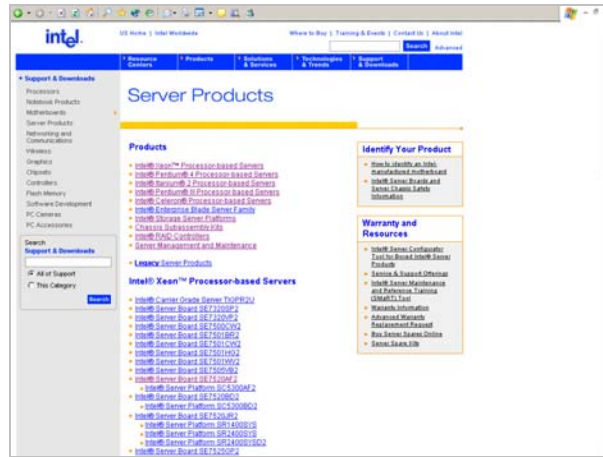 intel.
US Home | Intel Worldwide
Where to Buy | Training & Events | Contact Us | About Intel
Search
Advanced
Resource Centers
Products
Solutions & Services
Technologies & Trends
Support & Downloads
Support & Downloads
Processors
Notebook Products
Motherboards
Server Products
Networking and
Communications
Wireless
Graphics
Chipsets
Controllers
Flash Memory
Software Development
PC Cameras
PC Accessories
Search
Support & Downloads
All of Support
This Category
Search
Server Products
Products
Intel® Xeon™ Processor-based Servers
Intel® Pentium® 4 Processor-based Servers
Intel® Itanium® 2 Processor-based Servers
Intel® Pentium® III Processor-based Servers
Intel® Celeron® Processor-based Servers
Intel® Enterprise Blade Server Family
Intel® Storage Server Platforms
Chassis Subassembly Kits
Intel® RAID Controllers
Server Management and Maintenance
Legacy Server Products
Intel® Xeon™ Processor-based Servers
Intel® Carrier Grade Server TIGPR2U
Intel® Server Board SE7320SP2
Intel® Server Board SE7320VP2
Intel® Server Board SE7500CW2
Intel® Server Board SE7501BR2
Intel® Server Board SE7501CW2
Intel® Server Board SE7501HG2
Intel® Server Board SE7501WV2
Intel® Server Board SE7505VB2
Intel® Server Board SE7520AF2
Intel® Server Platform SC5300AF2
Intel® Server Board SE7520BD2
Intel® Server Platform SC5300BD2
Intel® Server Board SE7520JR2
Intel® Server Platform SR1400SYS
Intel® Server Platform SR2400SYS
Intel® Server Platform SR2400SYSD2
Intel® Server Board SE7525GP2
Identify Your Product
How to identify an Intel-
manufactured motherboard
Intel® Server Boards and
Server Chassis Safety
Information
Warranty and
Resources
Intel® Server Configurator
Tool for Boxed Intel® Server
Products
Service & Support Offerings
Intel® Server Maintenance
and Reference Training
(SMaRT) Tool
Warranty Information
Advanced Warranty
Replacement Request
Buy Server Spares Online
Server Spare Kits